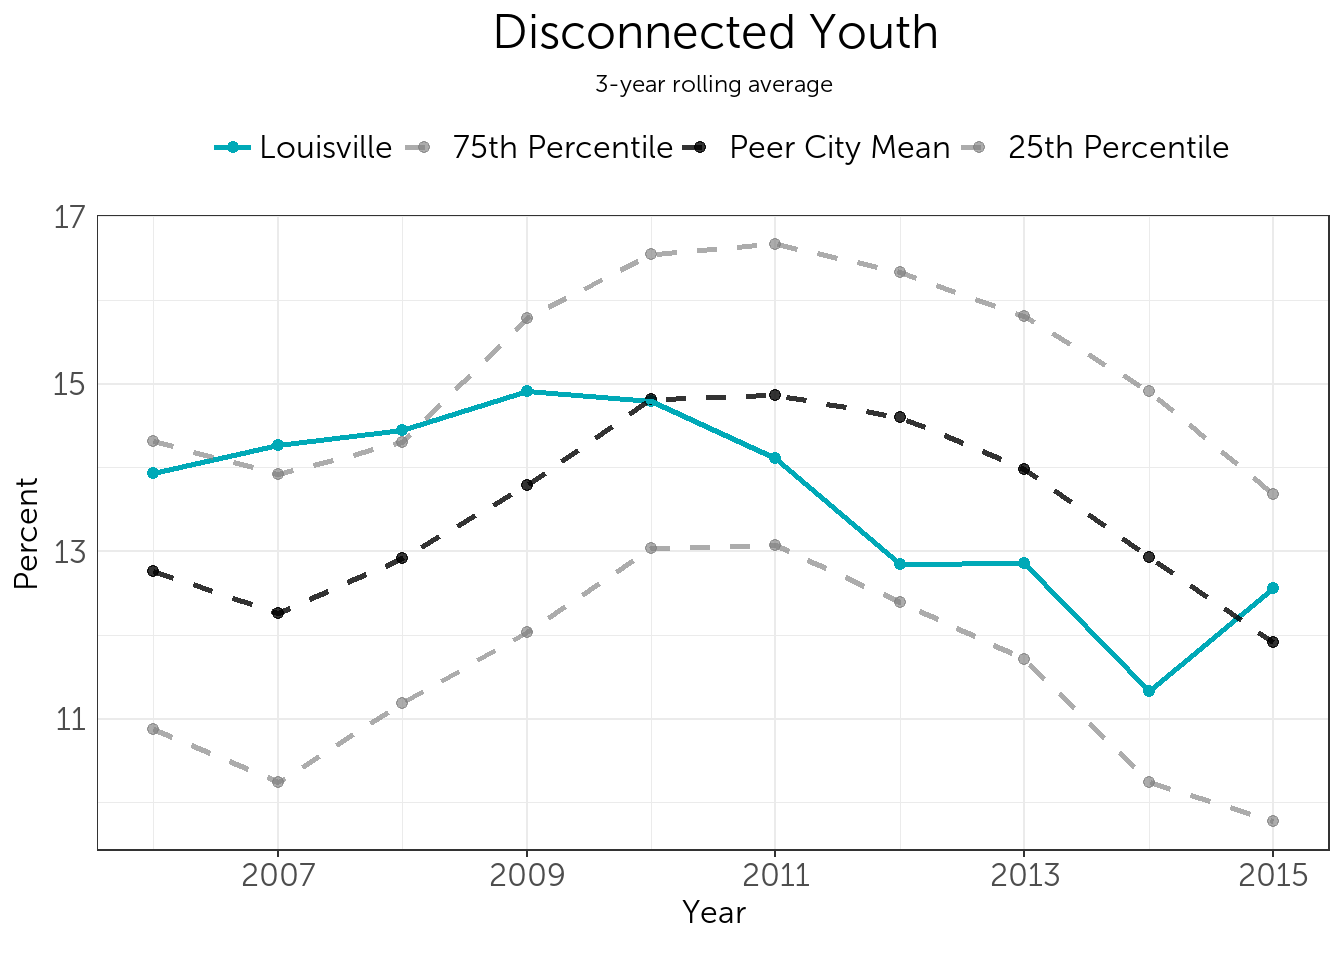 Disconnected Youth
3-year rolling average
Louisville 75th Percentile Peer City Mean 25th Percentile
17
15
13
11
Percent
2007 2009 2011 2013 2015
Year